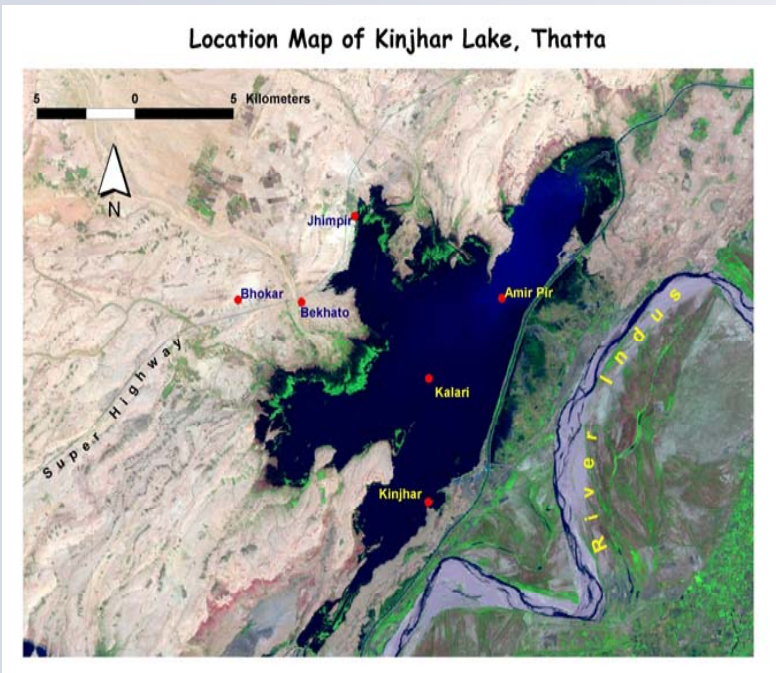 Location Map of Kinjhar Lake, Thatta
5 0 5 Kilometers
N
Jhimpir
Bhokar
Bekhato
Amir Pir
Super Highway
Kalari
Kinjhar
River Indus